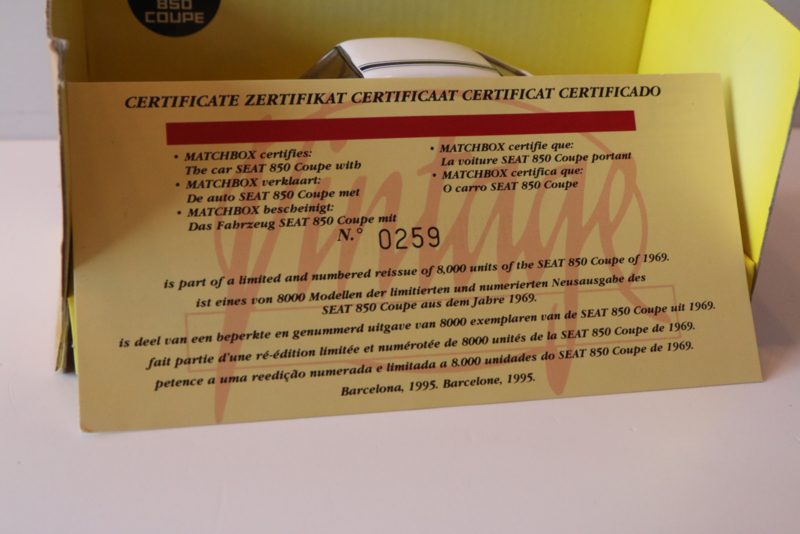 850
COUPE
CERTIFICATE ZERTIFIKAT CERTIFICAAT CERTIFICAT CERTIFICADO
• MATCHBOX certifies:
The car SEAT 850 Coupe with
• MATCHBOX verklaart:
De auto SEAT 850 Coupe met
• MATCHBOX bescheinigt:
Das Fahrzeug SEAT 850 Coupe mit
• MATCHBOX certifie que:
La voiture SEAT 850 Coupe portant
• MATCHBOX certifica que:
O carro SEAT 850 Coupe
N.° 0259
Vintage
is part of a limited and numbered reissue of 8,000 units of the SEAT 850 Coupe of 1969.
ist eines von 8000 Modellen der limitierten und numerierten Neusausgabe des
SEAT 850 Coupe aus dem Jahre 1969.
is deel van een beperkte en genummerd uitgave van 8000 exemplaren van de SEAT 850 Coupe uit 1969.
fait partie d'une ré-édition limitée et numérotée de 8000 unités de la SEAT 850 Coupe de 1969.
petence a uma reedição numerada e limitada a 8.000 unidades do SEAT 850 Coupe de 1969.
Barcelona, 1995. Barcelone, 1995.